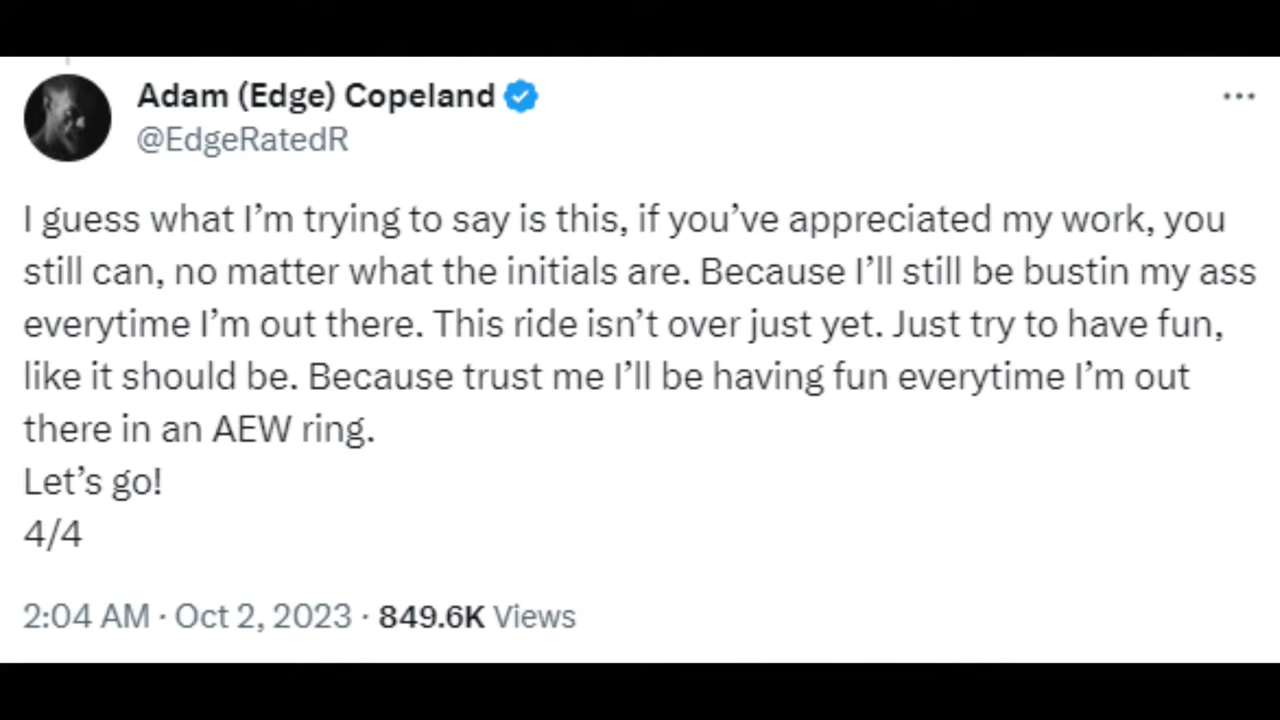 Adam (Edge) Copeland
@EdgeRatedR
I guess what I’m trying to say is this, if you’ve appreciated my work, you
still can, no matter what the initials are. Because I’ll still be bustin my ass
everytime I’m out there. This ride isn’t over just yet. Just try to have fun,
like it should be. Because trust me I’ll be having fun everytime I’m out
there in an AEW ring.
Let’s go!
4/4
2:04 AM · Oct 2, 2023 · 849.6K Views